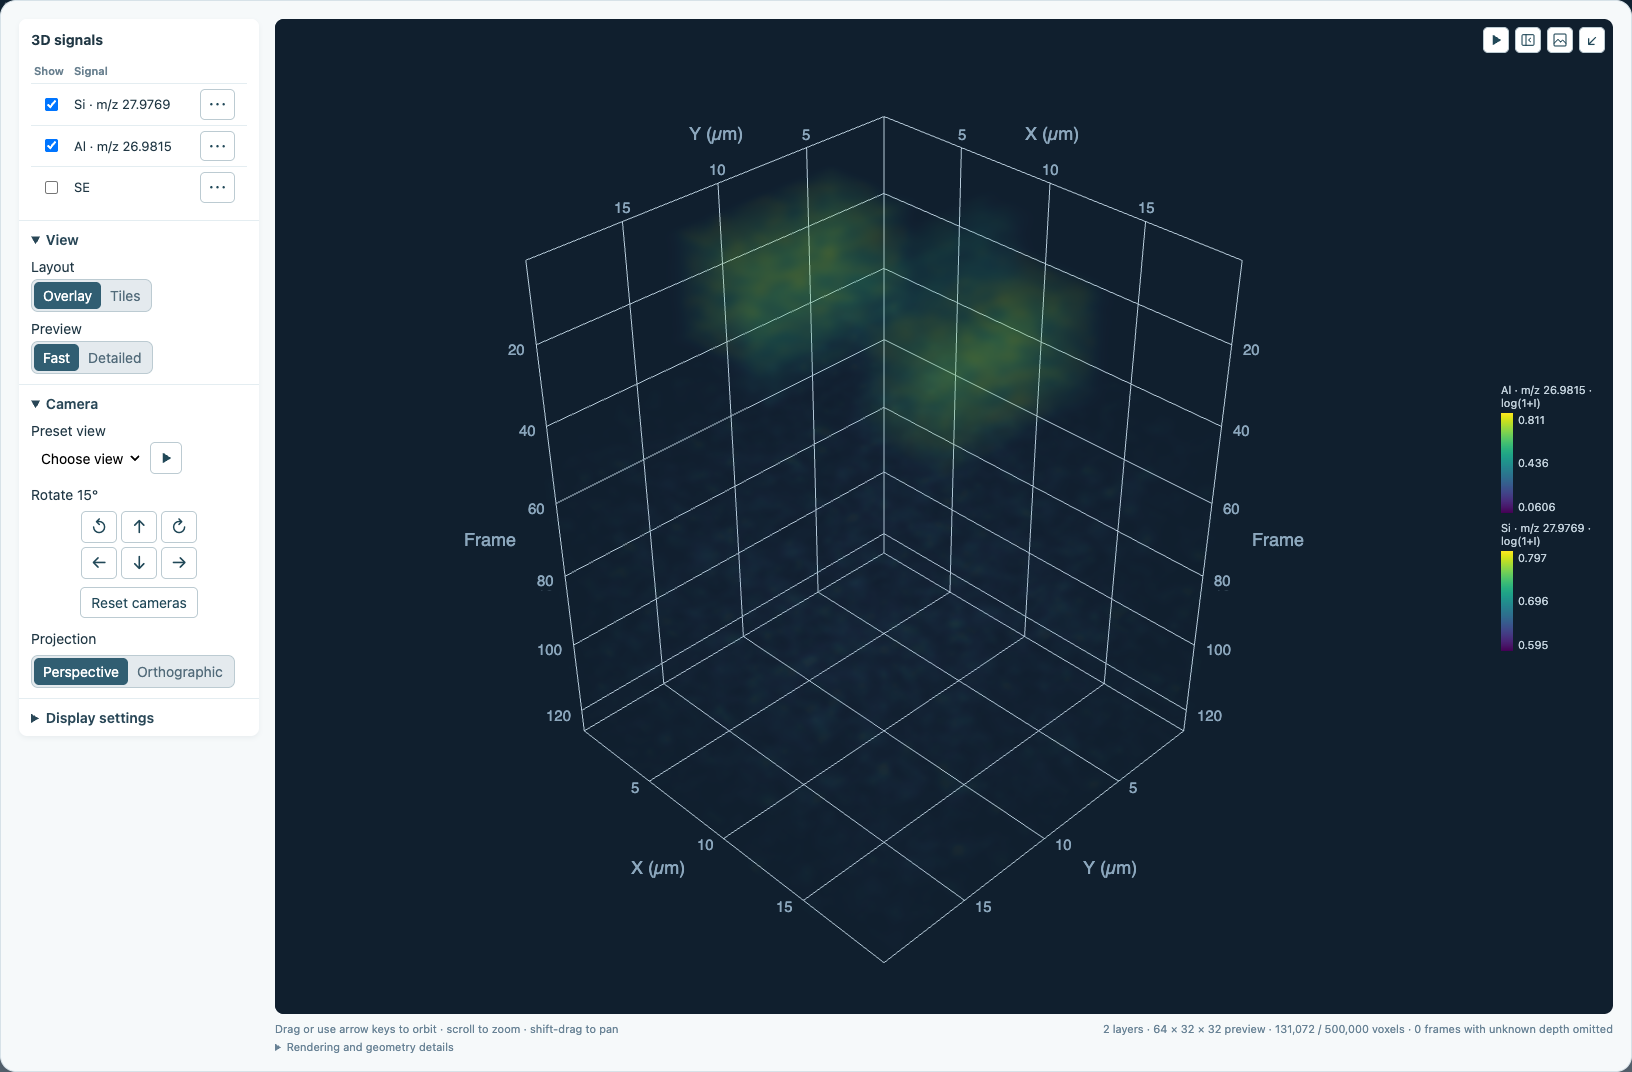 3D signals
Show Signal
Si · m/z 27.9769 ···
Al · m/z 26.9815 ···
SE ···
▼ View
Layout
Overlay Tiles
Preview
Fast Detailed
▼ Camera
Preset view
Choose view
Rotate 15°
Reset cameras
Projection
Perspective Orthographic
▶ Display settings
Y (µm) 5 5 X (µm)
10 10
15 15
20 20
40 40
60 60
Frame Frame
80 80
100 100
120 120
5 5
10 10
X (µm) Y (µm)
15 15
Al · m/z 26.9815 ·
log(1+I)
0.811
0.436
0.0606
Si · m/z 27.9769 ·
log(1+I)
0.797
0.696
0.595
Drag or use arrow keys to orbit · scroll to zoom · shift-drag to pan
2 layers · 64 × 32 × 32 preview · 131,072 / 500,000 voxels · 0 frames with unknown depth omitted
▶ Rendering and geometry details